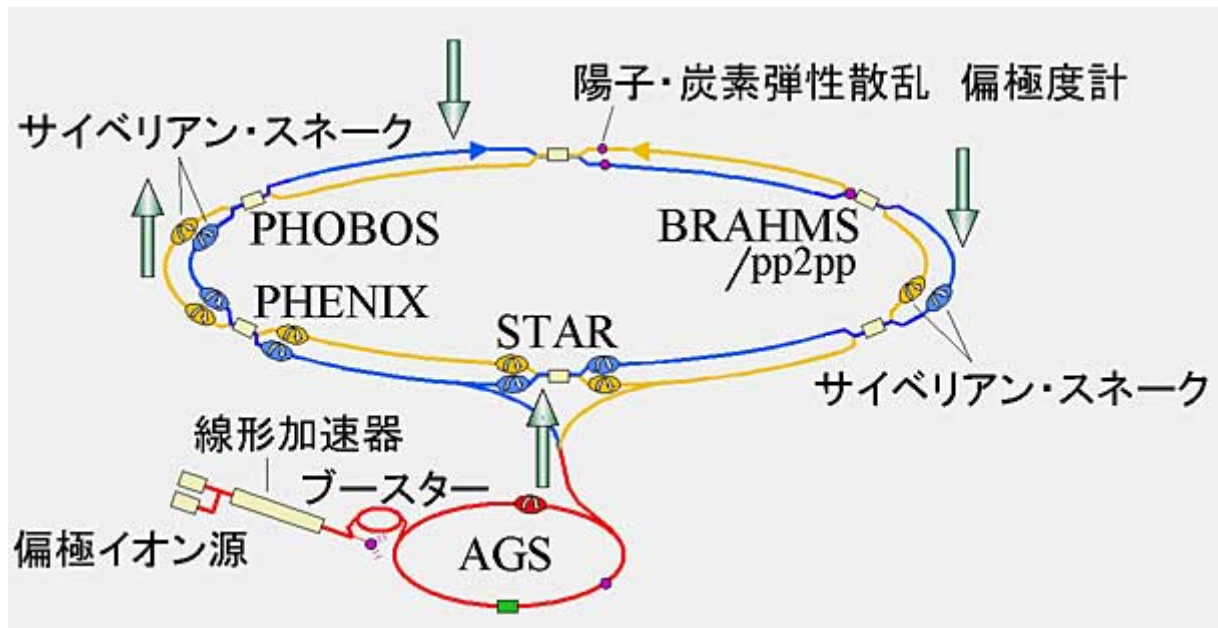 陽子・炭素弾性散乱 偏極度計
サイベリアン・スネーク
PHOBOS
BRAHMS
/pp2pp
PHENIX
STAR
サイベリアン・スネーク
線形加速器
ブースター
偏極イオン源
AGS